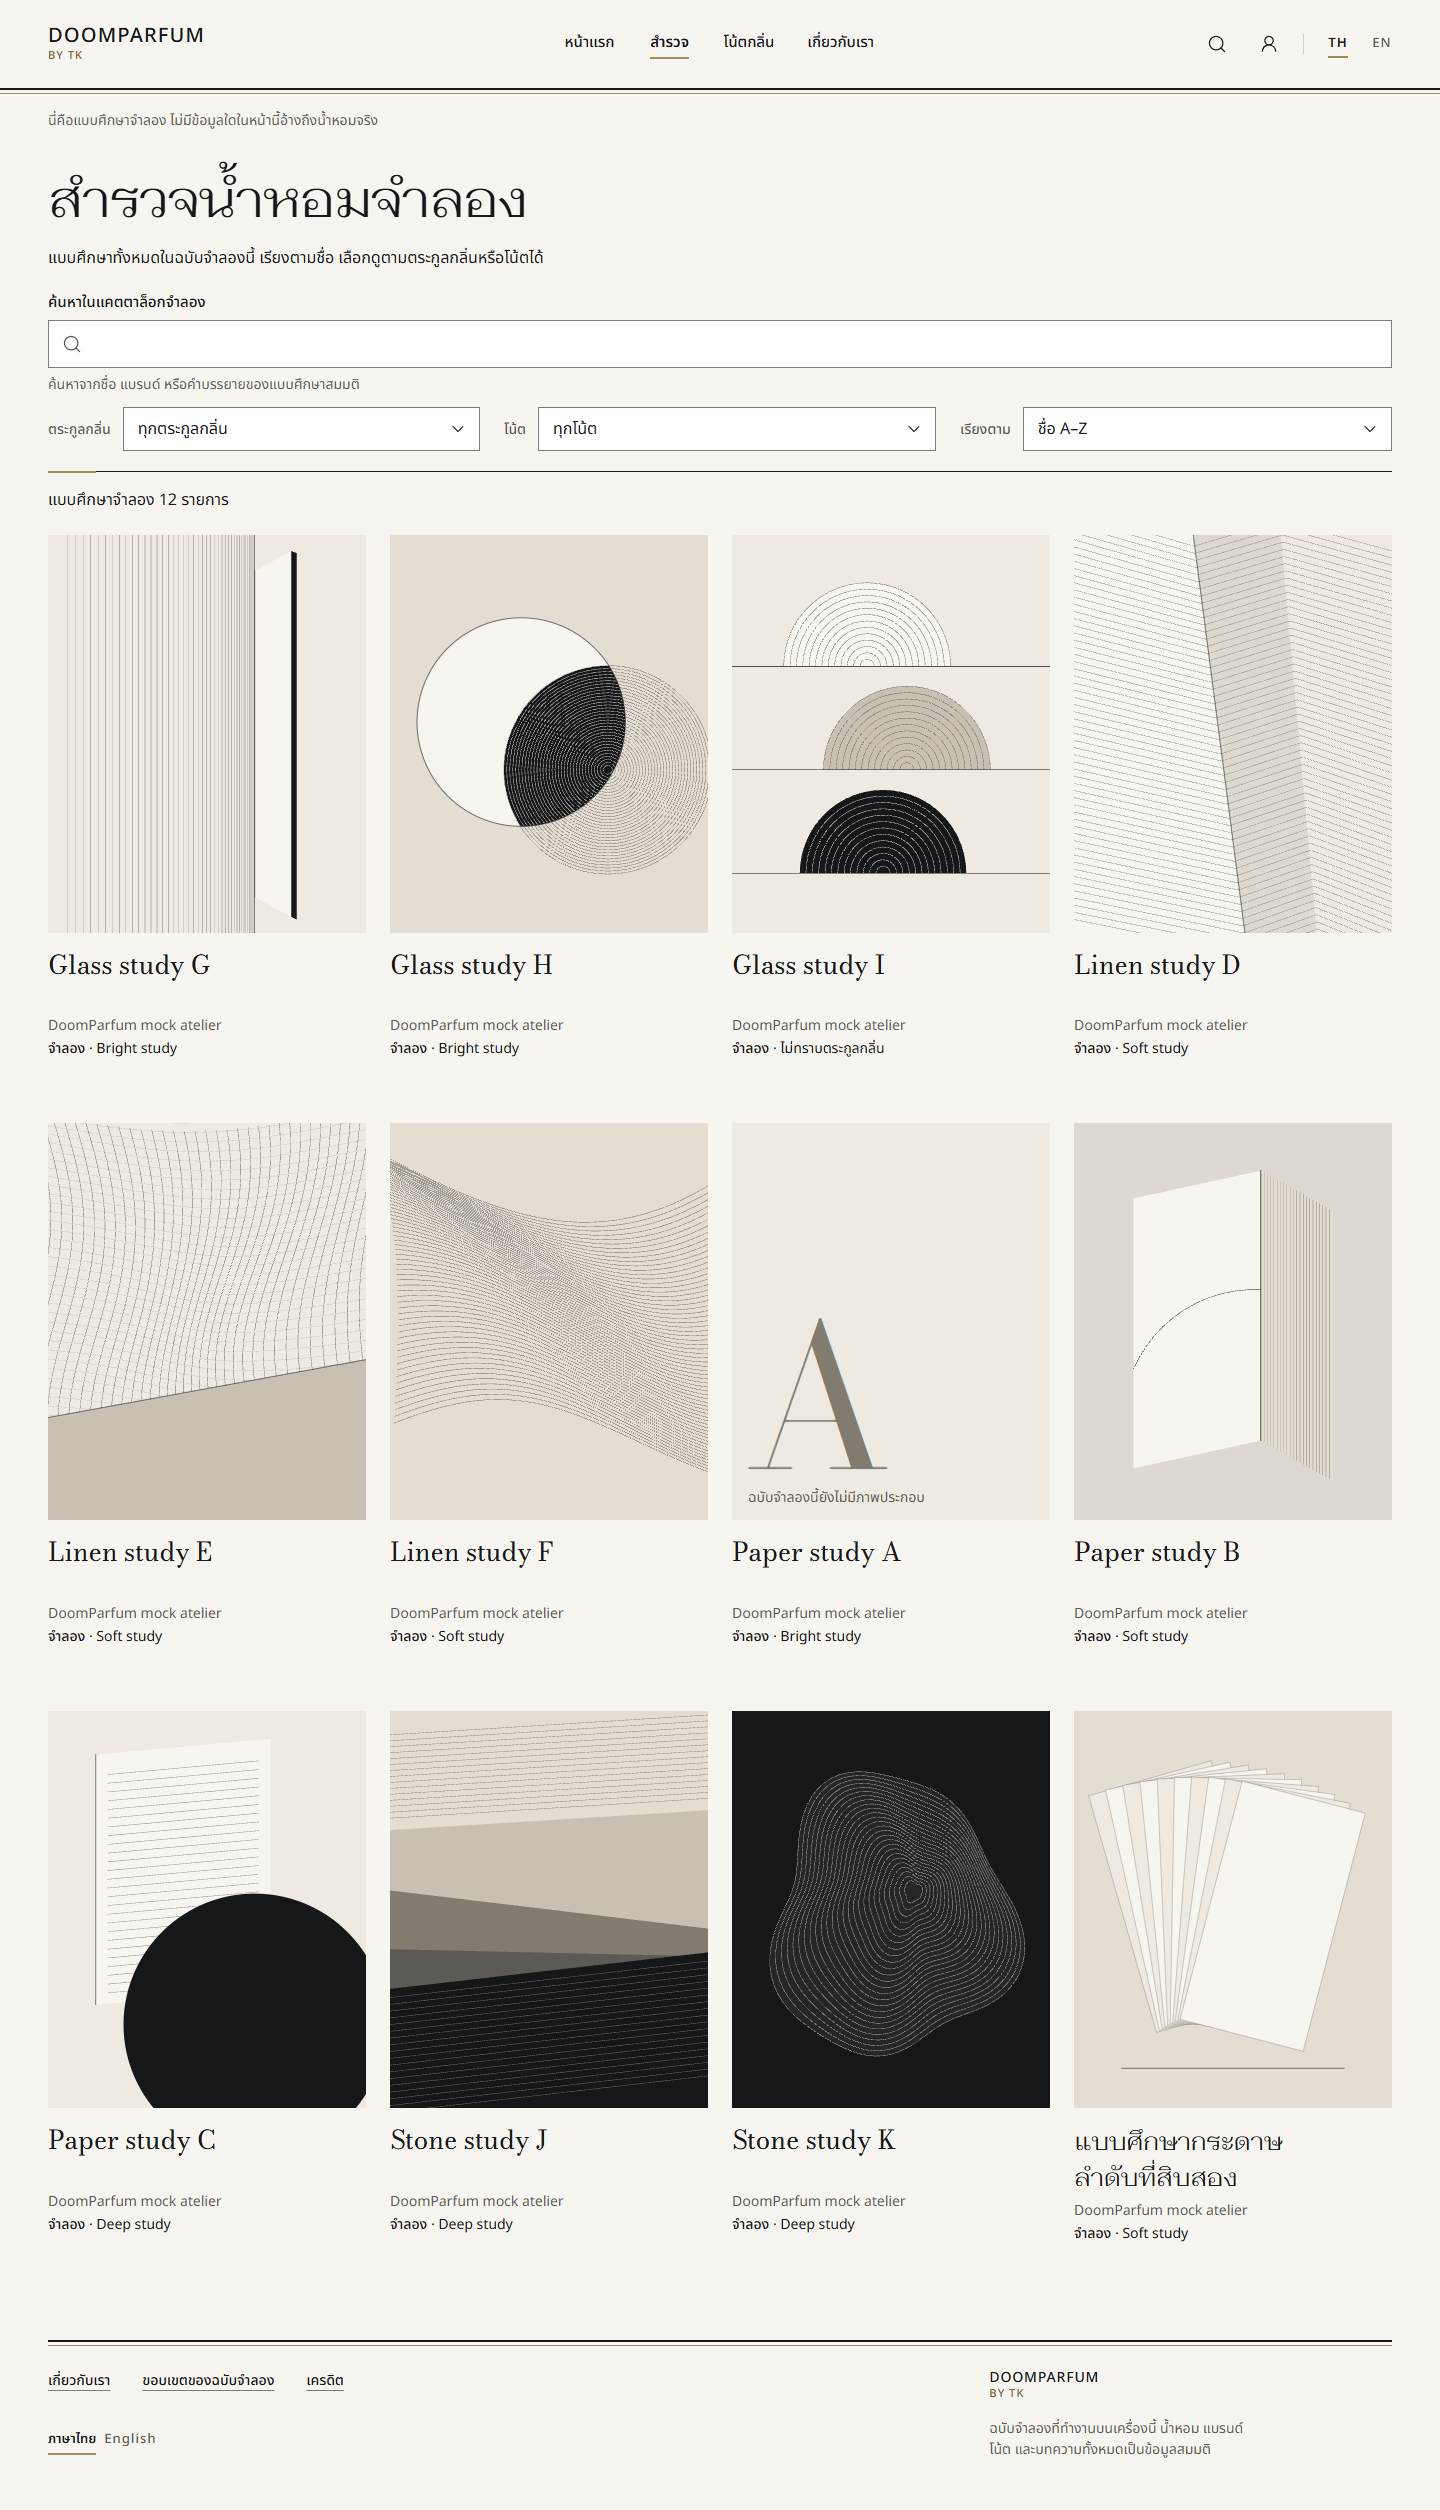 DOOMPARFUM
BY TK
หน้าแรก
สำรวจ
โน้ตกลิ่น
เกี่ยวกับเรา
TH
EN
นี่คือแบบศึกษาจำลอง ไม่มีข้อมูลใดในหน้านี้อ้างถึงน้ำหอมจริง
สำรวจน้ำหอมจำลอง
แบบศึกษาทั้งหมดในฉบับจำลองนี้ เรียงตามชื่อ เลือกดูตามตระกูลกลิ่นหรือโน้ตได้
ค้นหาในแคตตาล็อกจำลอง
ค้นหาจากชื่อ แบรนด์ หรือคำบรรยายของแบบศึกษาสมมติ
ตระกูลกลิ่น
ทุกตระกูลกลิ่น
โน้ต
ทุกโน้ต
เรียงตาม
ชื่อ A–Z
แบบศึกษาจำลอง 12 รายการ
Glass study G
DoomParfum mock atelier
จำลอง · Bright study
Glass study H
DoomParfum mock atelier
จำลอง · Bright study
Glass study I
DoomParfum mock atelier
จำลอง · ไม่ทราบตระกูลกลิ่น
Linen study D
DoomParfum mock atelier
จำลอง · Soft study
Linen study E
DoomParfum mock atelier
จำลอง · Soft study
Linen study F
DoomParfum mock atelier
จำลอง · Soft study
A
ฉบับจำลองนี้ยังไม่มีภาพประกอบ
Paper study A
DoomParfum mock atelier
จำลอง · Bright study
Paper study B
DoomParfum mock atelier
จำลอง · Soft study
Paper study C
DoomParfum mock atelier
จำลอง · Deep study
Stone study J
DoomParfum mock atelier
จำลอง · Deep study
Stone study K
DoomParfum mock atelier
จำลอง · Deep study
แบบศึกษากระดาษ
ลำดับที่สิบสอง
DoomParfum mock atelier
จำลอง · Soft study
เกี่ยวกับเรา
ขอบเขตของฉบับจำลอง
เครดิต
ภาษาไทย
English
DOOMPARFUM
BY TK
ฉบับจำลองที่ทำงานบนเครื่องนี้ น้ำหอม แบรนด์
โน้ต และบทความทั้งหมดเป็นข้อมูลสมมติ